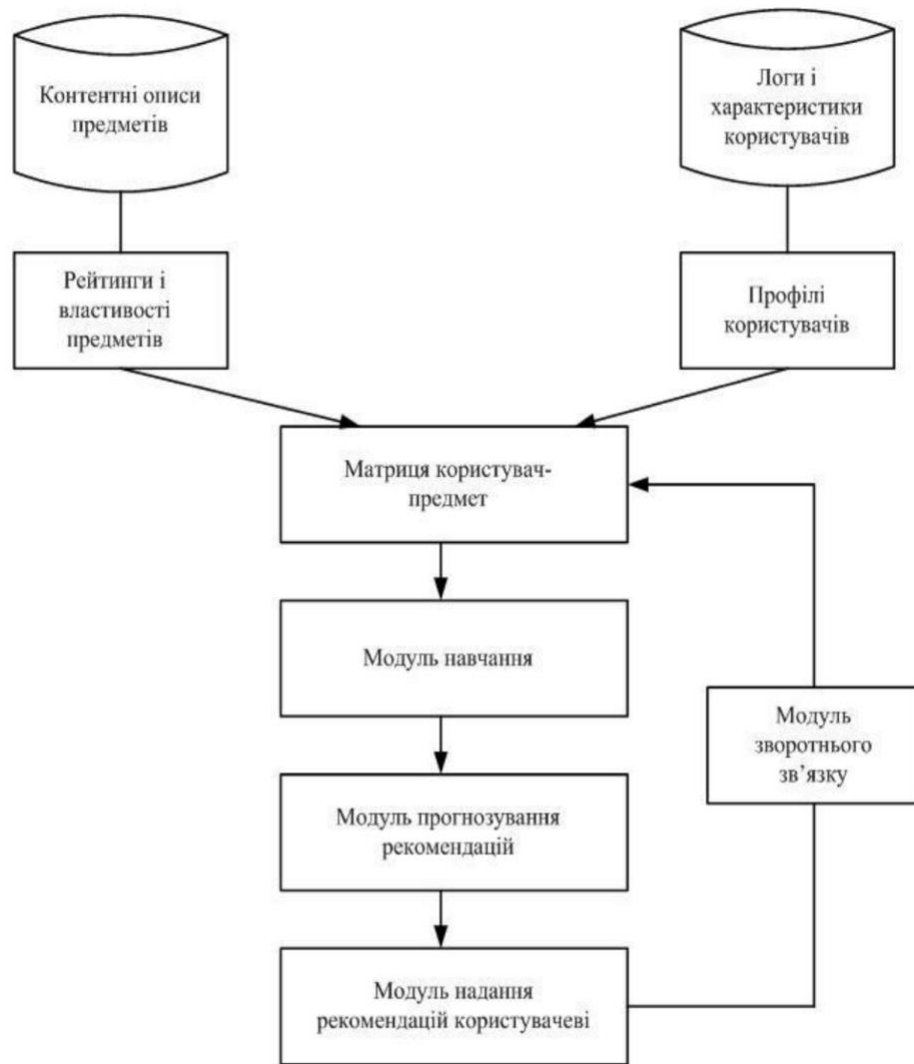 Контентні описи
предметів
Логи і
характеристики
користувачів
Рейтинги і
властивості
предметів
Профілі
користувачів
Матриця користувач-
предмет
Модуль навчання
Модуль
зворотнього
зв’язку
Модуль прогнозування
рекомендацій
Модуль надання
рекомендацій користувачеві